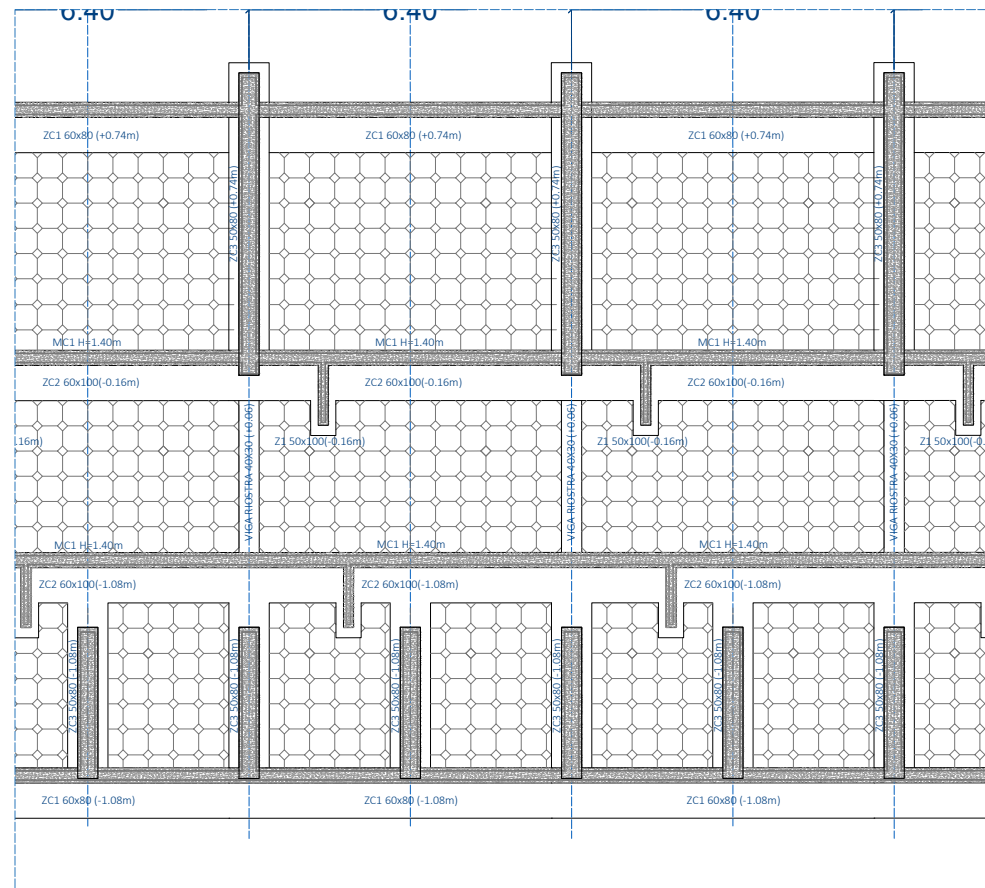 6.40 6.40 6.40
ZC1 60x80 (+0.74m) ZC1 60x80 (+0.74m) ZC1 60x80 (+0.74m)
ZC3 50x80 (+0.74m) ZC3 50x80 (+0.74m) ZC3 50x80 (+0.74m)
MC1 H=1.40m MC1 H=1.40m MC1 H=1.40m
ZC2 60x100(-0.16m) ZC2 60x100(-0.16m) ZC2 60x100(-0.16m)
.16m) Z1 50x100(-0.16m) Z1 50x100(-0.16m) Z1 50x100(-0.
VIGA RIOSTRA 40X30 (+0.06) VIGA RIOSTRA 40X30 (+0.06) VIGA RIOSTRA 40X30 (+0.06)
MC1 H=1.40m MC1 H=1.40m MC1 H=1.40m
ZC2 60x100(-1.08m) ZC2 60x100(-1.08m) ZC2 60x100(-1.08m)
ZC3 50x80 (-1.08m) ZC3 50x80 (-1.08m) ZC3 50x80 (-1.08m) ZC3 50x80 (-1.08m) ZC3 50x80 (-1.08m) ZC3 50x80 (-1.08m)
ZC1 60x80 (-1.08m) ZC1 60x80 (-1.08m) ZC1 60x80 (-1.08m)